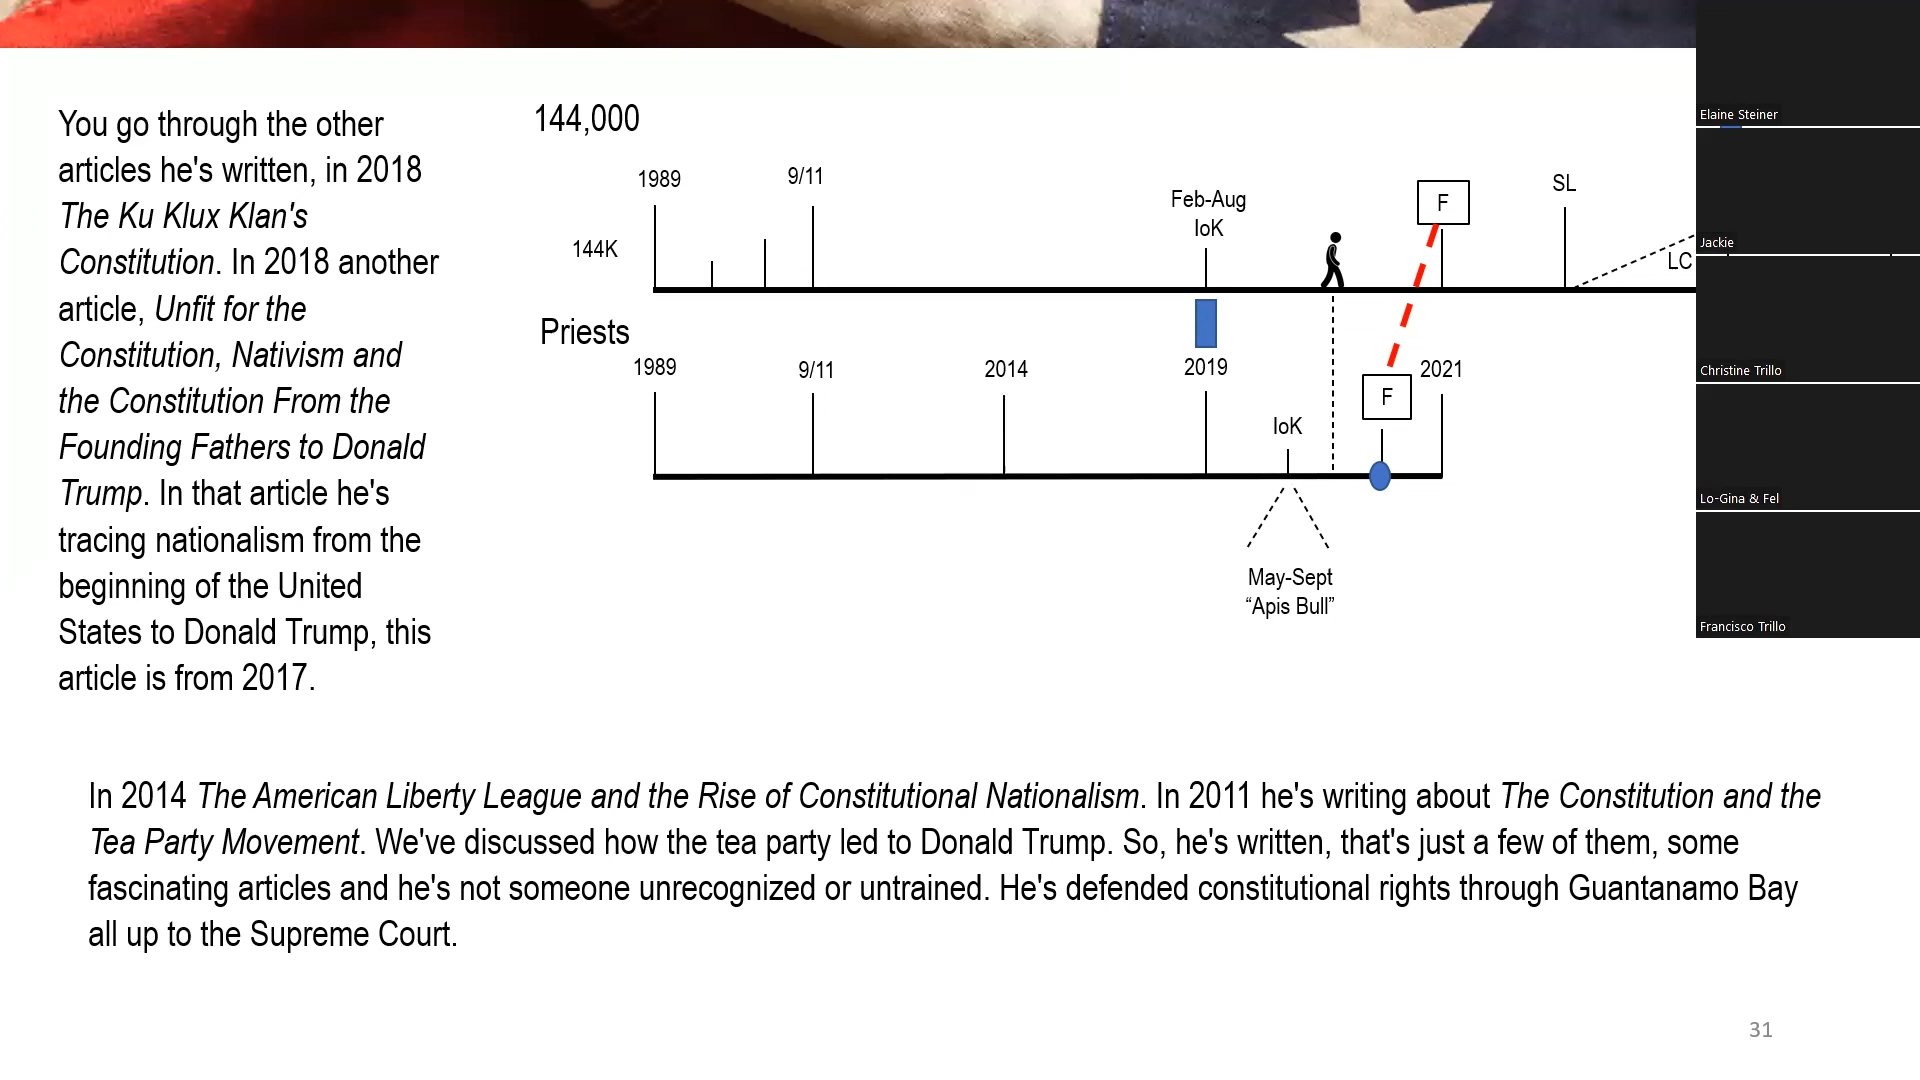 You go through the other
articles he's written, in 2018
The Ku Klux Klan's
Constitution. In 2018 another
article, Unfit for the
Constitution, Nativism and
the Constitution From the
Founding Fathers to Donald
Trump. In that article he's
tracing nationalism from the
beginning of the United
States to Donald Trump, this
article is from 2017.
144,000
1989
9/11
Feb-Aug
IoK
F
SL
144K
LC
Priests
1989
9/11
2014
2019
F
2021
IoK
May-Sept
“Apis Bull”
Elaine Steiner
Jackie
Christine Trillo
Lo-Gina & Fel
Francisco Trillo
In 2014 The American Liberty League and the Rise of Constitutional Nationalism. In 2011 he's writing about The Constitution and the
Tea Party Movement. We've discussed how the tea party led to Donald Trump. So, he's written, that's just a few of them, some
fascinating articles and he's not someone unrecognized or untrained. He's defended constitutional rights through Guantanamo Bay
all up to the Supreme Court.
31